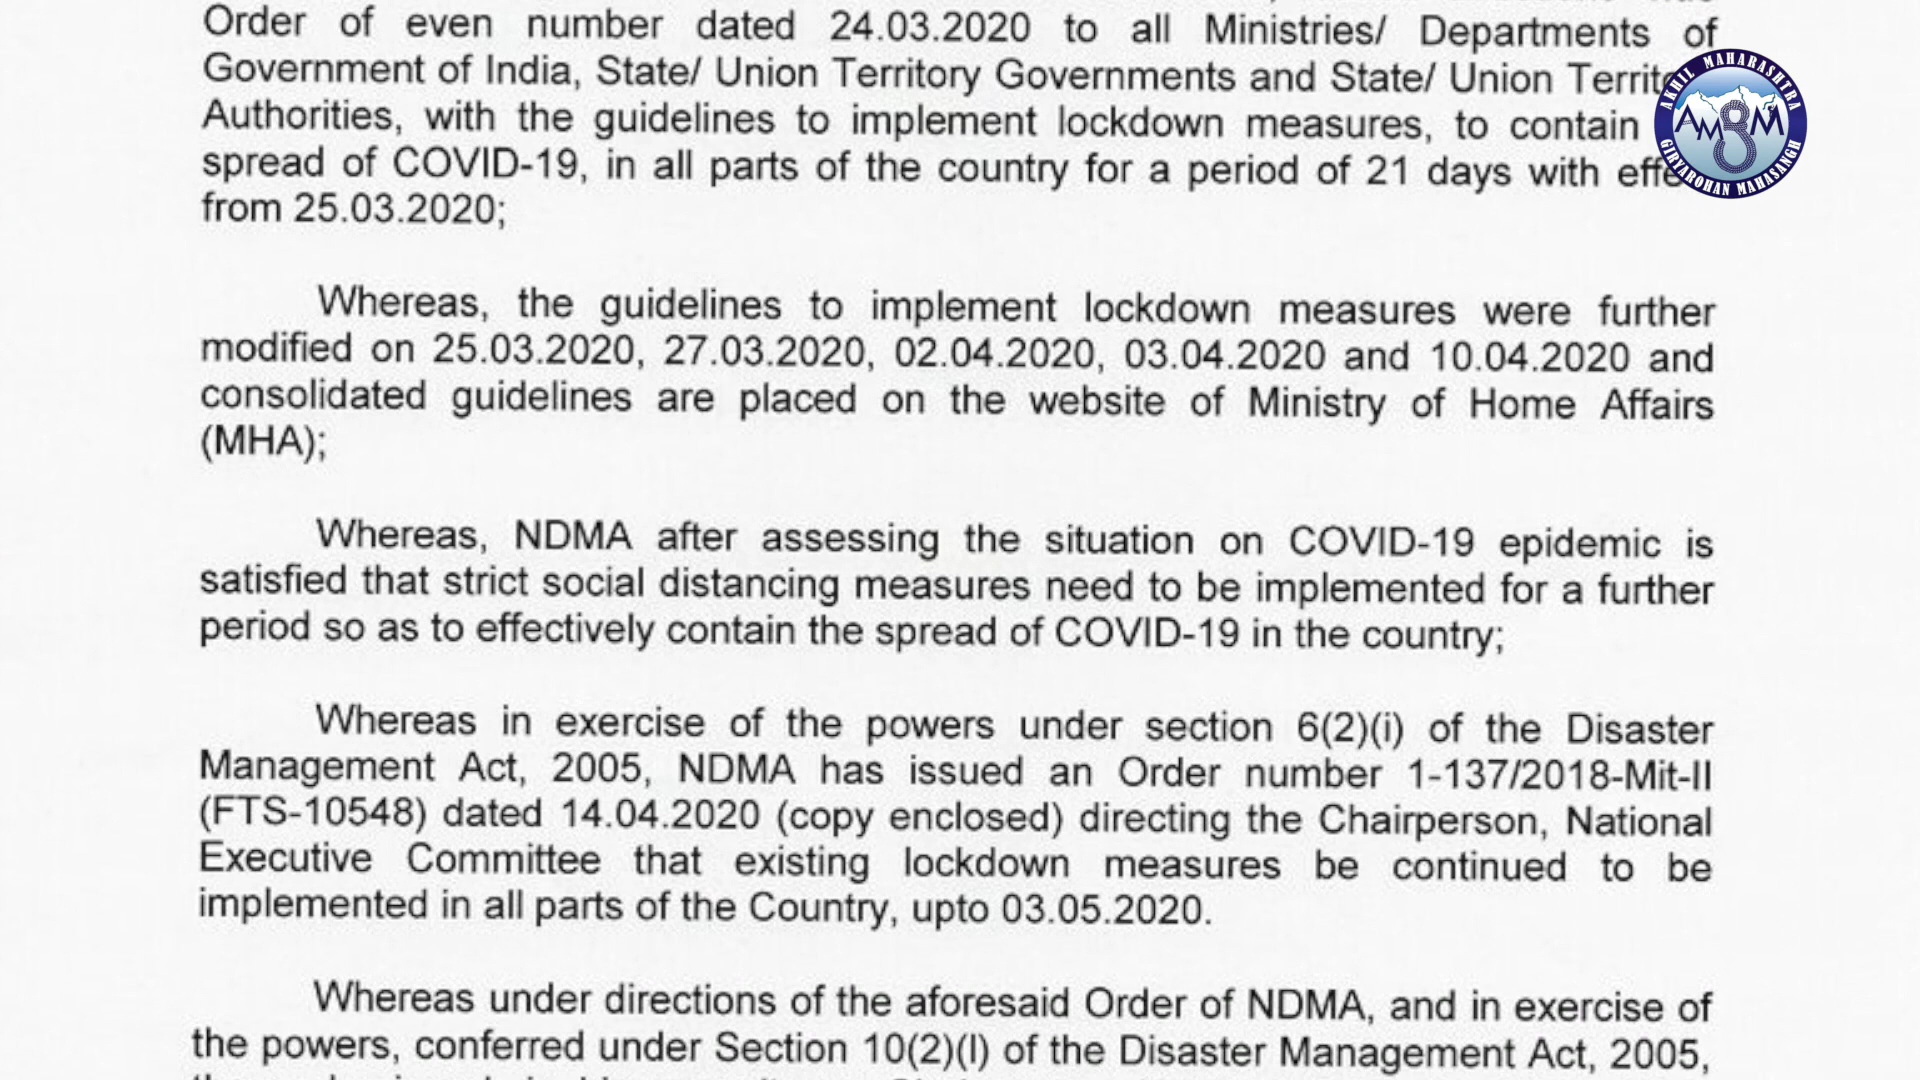 Order of even number dated 24.03.2020 to all Ministries/ Departments of
Government of India, State/ Union Territory Governments and State/ Union
Authorities, with the guidelines to implement lockdown measures, to contain
spread of COVID-19, in all parts of the country for a period of 21 days with
from 25.03.2020;
Whereas, the guidelines to implement lockdown measures were further
modified on 25.03.2020, 27.03.2020, 02.04.2020, 03.04.2020 and 10.04.2020 and
consolidated guidelines are placed on the website of Ministry of Home Affairs
(MHA);
Whereas, NDMA after assessing the situation on COVID-19 epidemic is
satisfied that strict social distancing measures need to be implemented for a further
period so as to effectively contain the spread of COVID-19 in the country;
Whereas in exercise of the powers under section 6(2)(i) of the Disaster
Management Act, 2005, NDMA has issued an Order number 1-137/2018-Mit-II
(FTS-10548) dated 14.04.2020 (copy enclosed) directing the Chairperson, National
Executive Committee that existing lockdown measures be continued to be
implemented in all parts of the Country, upto 03.05.2020.
Whereas under directions of the aforesaid Order of NDMA, and in exercise of
the powers, conferred under Section 10(2)(l) of the Disaster Management Act, 2005,
AKHIL MAHARASHTRA
AMGM
GIRYAROHAN MAHASANGH